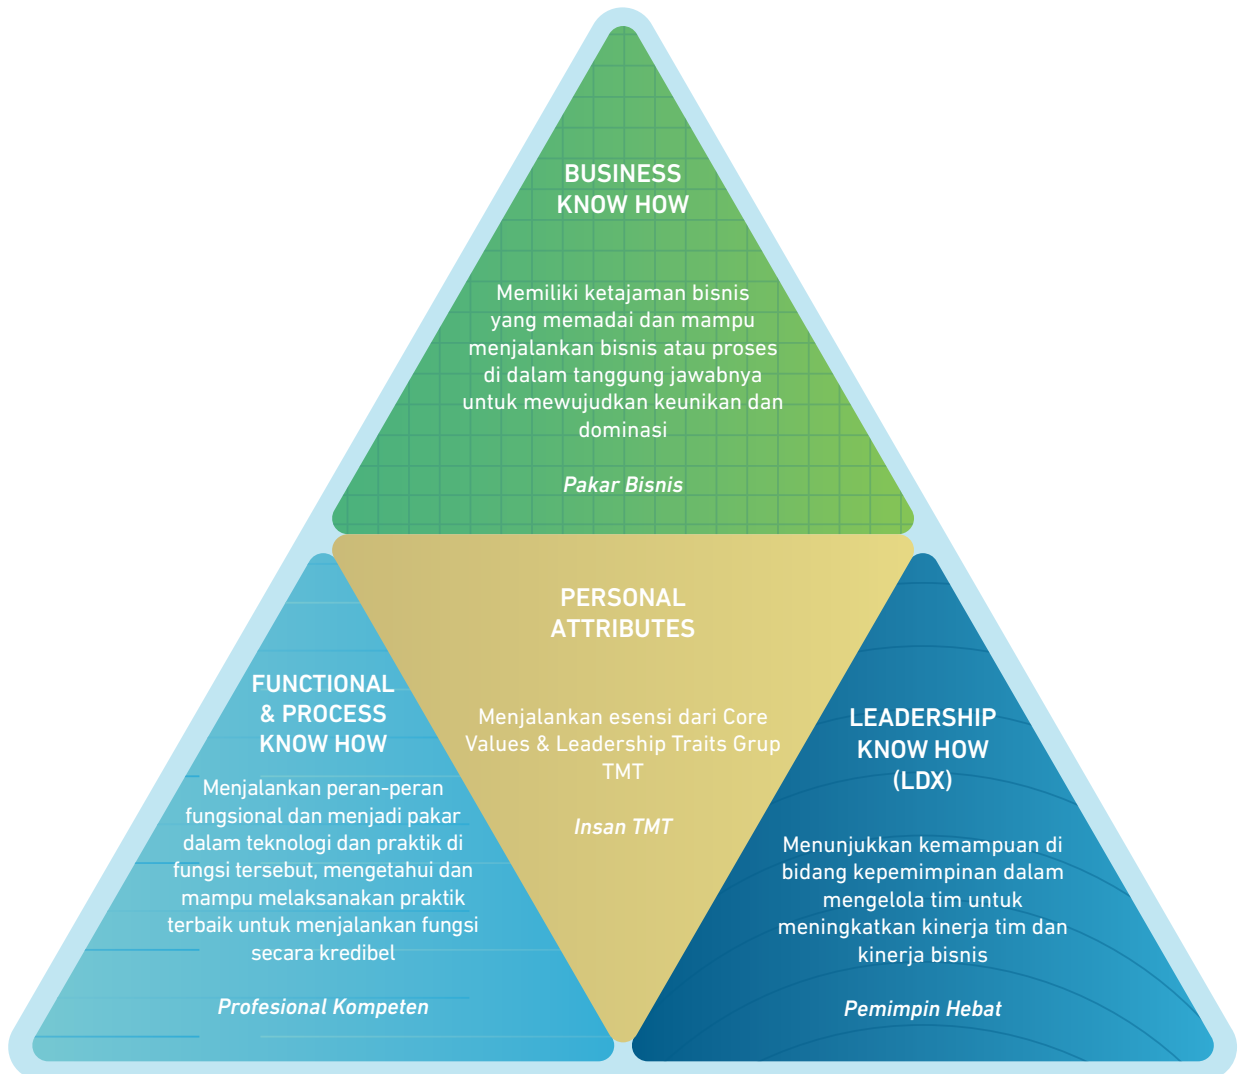 BUSINESS
KNOW HOW
Memiliki ketajaman bisnis
yang memadai dan mampu
menjalankan bisnis atau proses
di dalam tanggung jawabnya
untuk mewujudkan keunikan dan
dominasi
Pakar Bisnis
PERSONAL
ATTRIBUTES
Menjalankan esensi dari Core
Values & Leadership Traits Grup
TMT
Insan TMT
FUNCTIONAL
& PROCESS
KNOW HOW
Menjalankan peran-peran
fungsional dan menjadi pakar
dalam teknologi dan praktik di
fungsi tersebut, mengetahui dan
mampu melaksanakan praktik
terbaik untuk menjalankan fungsi
secara kredibel
Profesional Kompeten
LEADERSHIP
KNOW HOW
(LDX)
Menunjukkan kemampuan di
bidang kepemimpinan dalam
mengelola tim untuk
meningkatkan kinerja tim dan
kinerja bisnis
Pemimpin Hebat